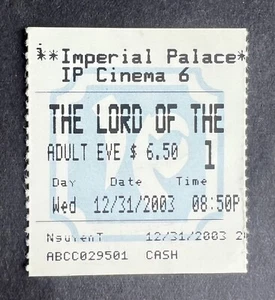 **Imperial Palace*
IP Cinema 6
THE LORD OF THE
ADULT EVE $ 6.50 1
Day Date Time
Wed 12/31/2003 08:50P
NguyenT 12/31/2003 2
ABCC029501 CASH